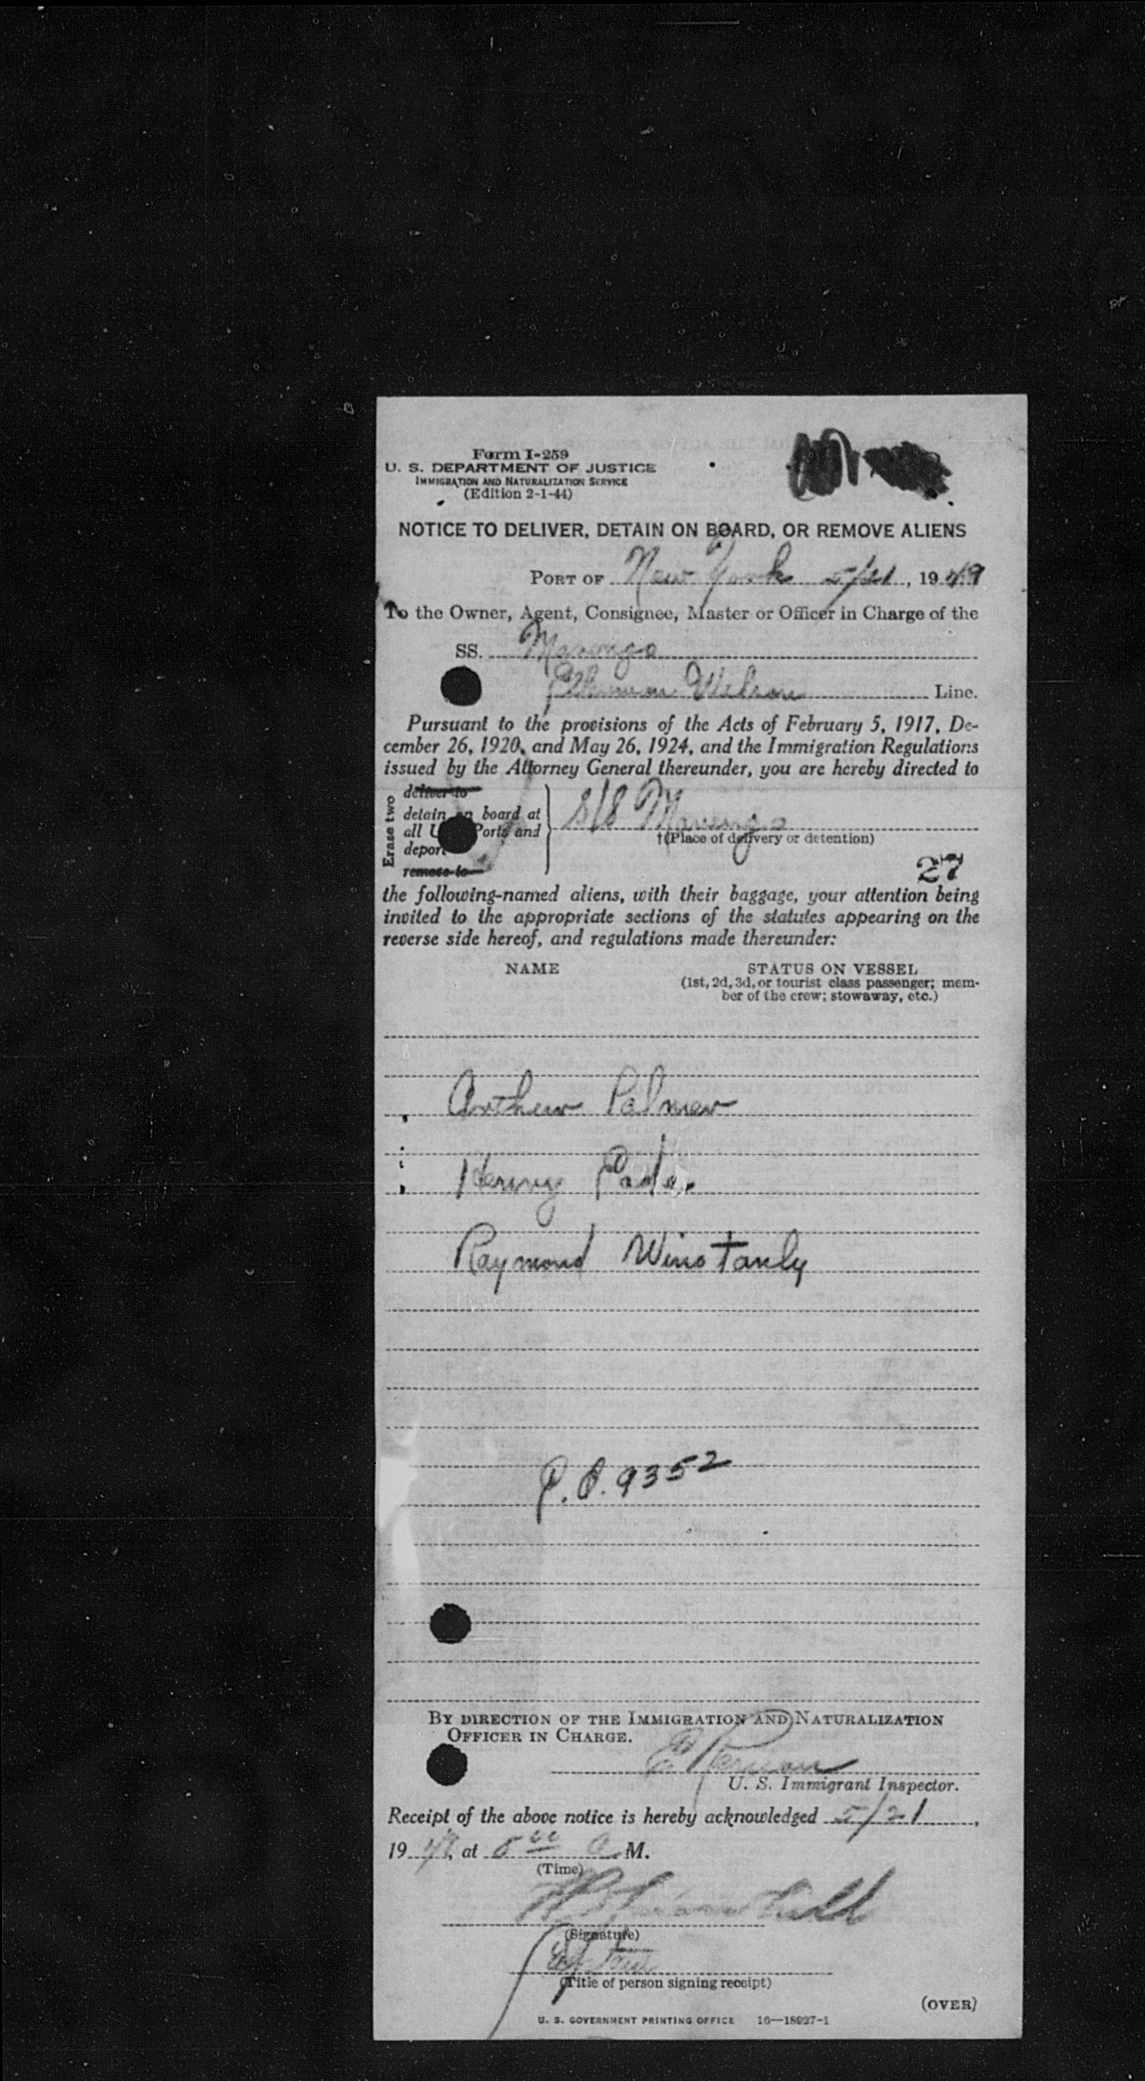 Form I-259
U. S. DEPARTMENT OF JUSTICE
IMMIGRATION AND NATURALIZATION SERVICE
(Edition 2-1-44)
NOTICE TO DELIVER, DETAIN ON BOARD, OR REMOVE ALIENS
PORT OF New York 5/21, 1949
To the Owner, Agent, Consignee, Master or Officer in Charge of the
SS. Marengo
Wilson Line.
Pursuant to the provisions of the Acts of February 5, 1917, De-
cember 26, 1920, and May 26, 1924, and the Immigration Regulations
issued by the Attorney General thereunder, you are hereby directed to
Erase two
deliver to
detain on board at
all U Ports and
deport
remove to
S/S Marengo
†(Place of delivery or detention)
27
the following-named aliens, with their baggage, your attention being
invited to the appropriate sections of the statutes appearing on the
reverse side hereof, and regulations made thereunder:
NAME
STATUS ON VESSEL
(1st, 2d, 3d, or tourist class passenger; mem-
ber of the crew; stowaway, etc.)
Arthur Palmer
Henry
Raymond Winstanly
P.O. 9352
BY DIRECTION OF THE IMMIGRATION AND NATURALIZATION
OFFICER IN CHARGE.
U. S. Immigrant Inspector.
Receipt of the above notice is hereby acknowledged 5/21,
1949, at M.
(Time)
(Signature)
(Title of person signing receipt)
(OVER)
U. S. GOVERNMENT PRINTING OFFICE 16—18927-1